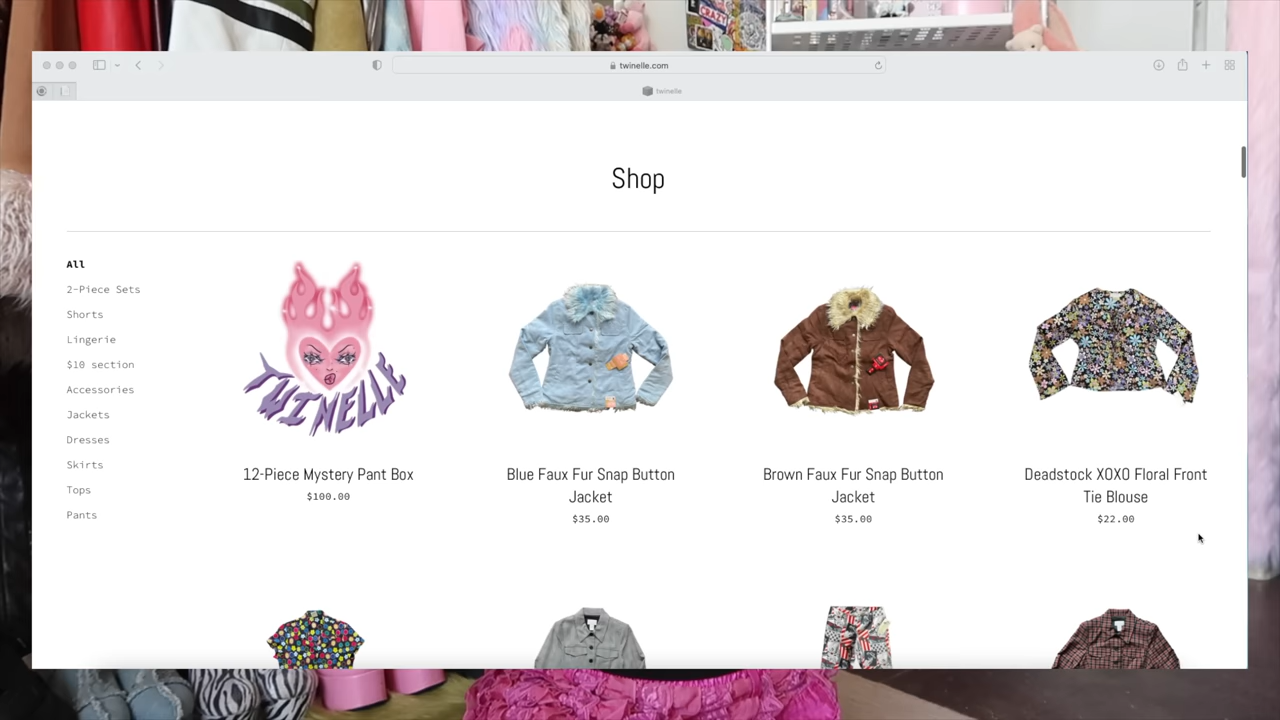 CRAZY
twinelle.com
twinelle
Shop
All
2-Piece Sets
Shorts
Lingerie
$10 section
Accessories
Jackets
Dresses
Skirts
Tops
Pants
TWINELLE
12-Piece Mystery Pant Box
$100.00
Blue Faux Fur Snap Button
Jacket
$35.00
Brown Faux Fur Snap Button
Jacket
$35.00
Deadstock XOXO Floral Front
Tie Blouse
$22.00